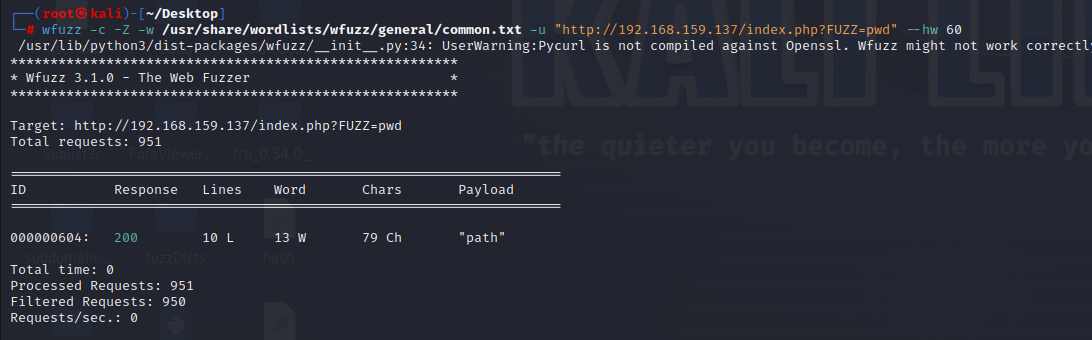 ┌──(root㉿kali)-[~/Desktop]
└─# wfuzz -c -Z -w /usr/share/wordlists/wfuzz/general/common.txt -u "http://192.168.159.137/index.php?FUZZ=pwd" --hw 60
/usr/lib/python3/dist-packages/wfuzz/__init__.py:34: UserWarning:Pycurl is not compiled against Openssl. Wfuzz might not work correctly
********************************************************
* Wfuzz 3.1.0 - The Web Fuzzer                         *
********************************************************
KALI
Target: http://192.168.159.137/index.php?FUZZ=pwd
Total requests: 951
"the quieter you become, the more yo
Sublist3r FofaViewer... frp_0.54.0_...
=====================================================================
ID           Response   Lines    Word       Chars       Payload
=====================================================================
000000604:   200        10 L     13 W       79 Ch       "path"
subdomain... fuzzDicts hash
Total time: 0
Processed Requests: 951
Filtered Requests: 950
Requests/sec.: 0